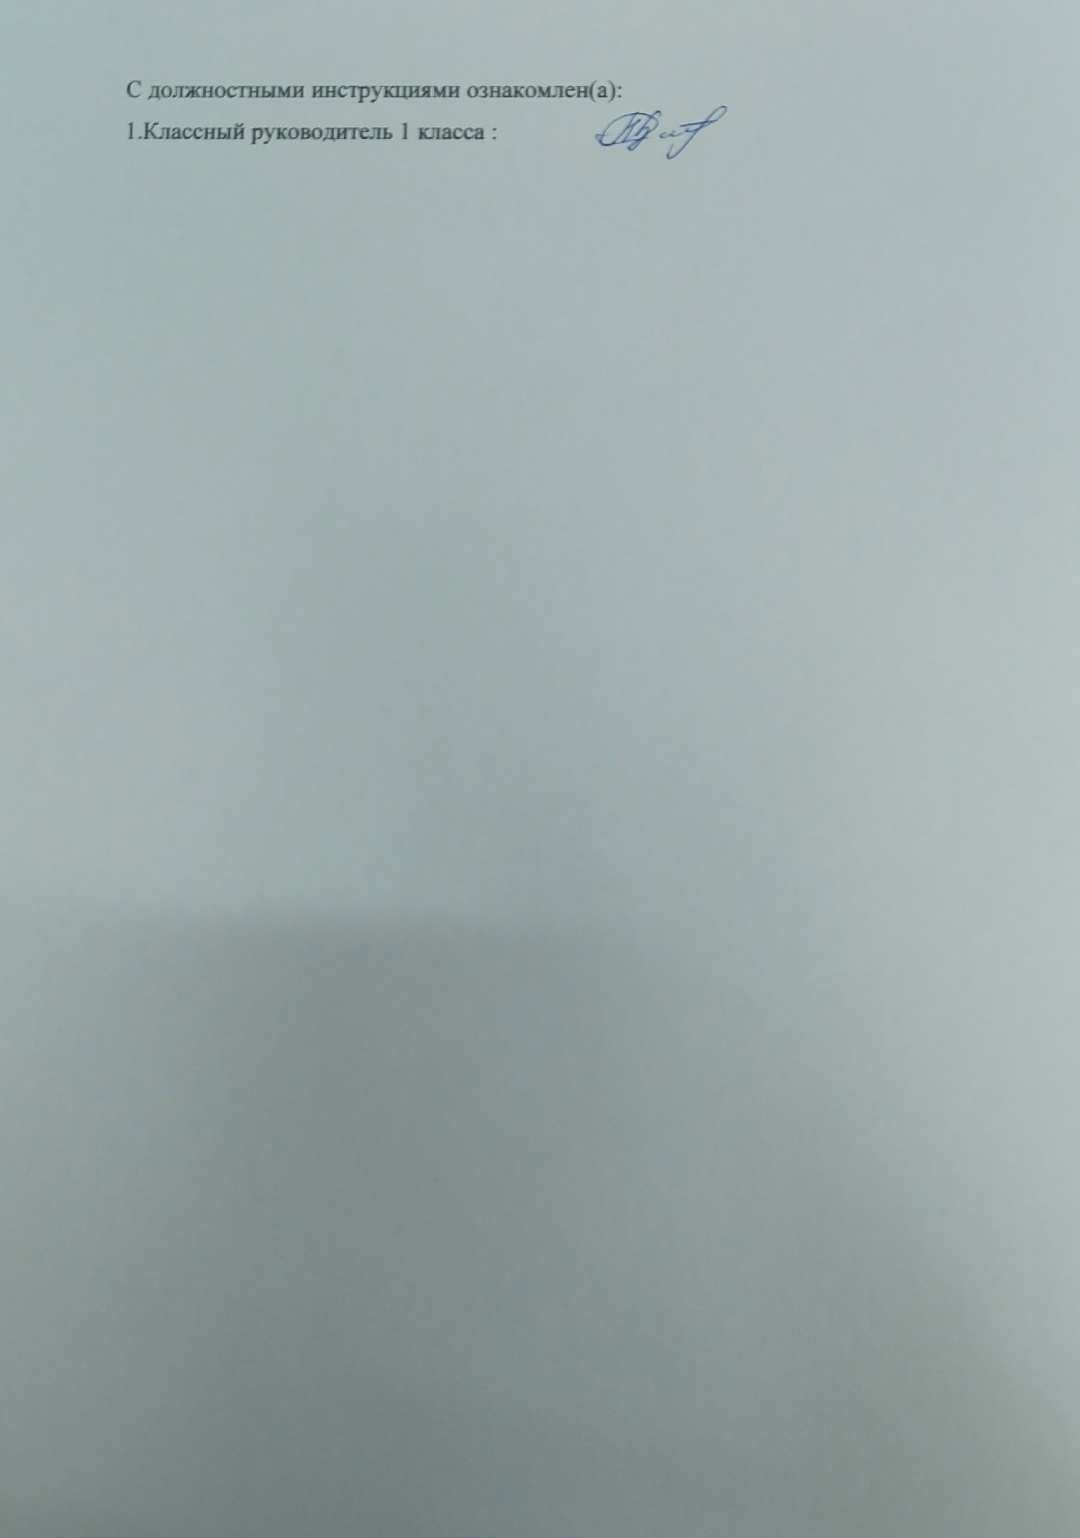 С должностными инструкциями ознакомлен(а):
1.Классный руководитель 1 класса :